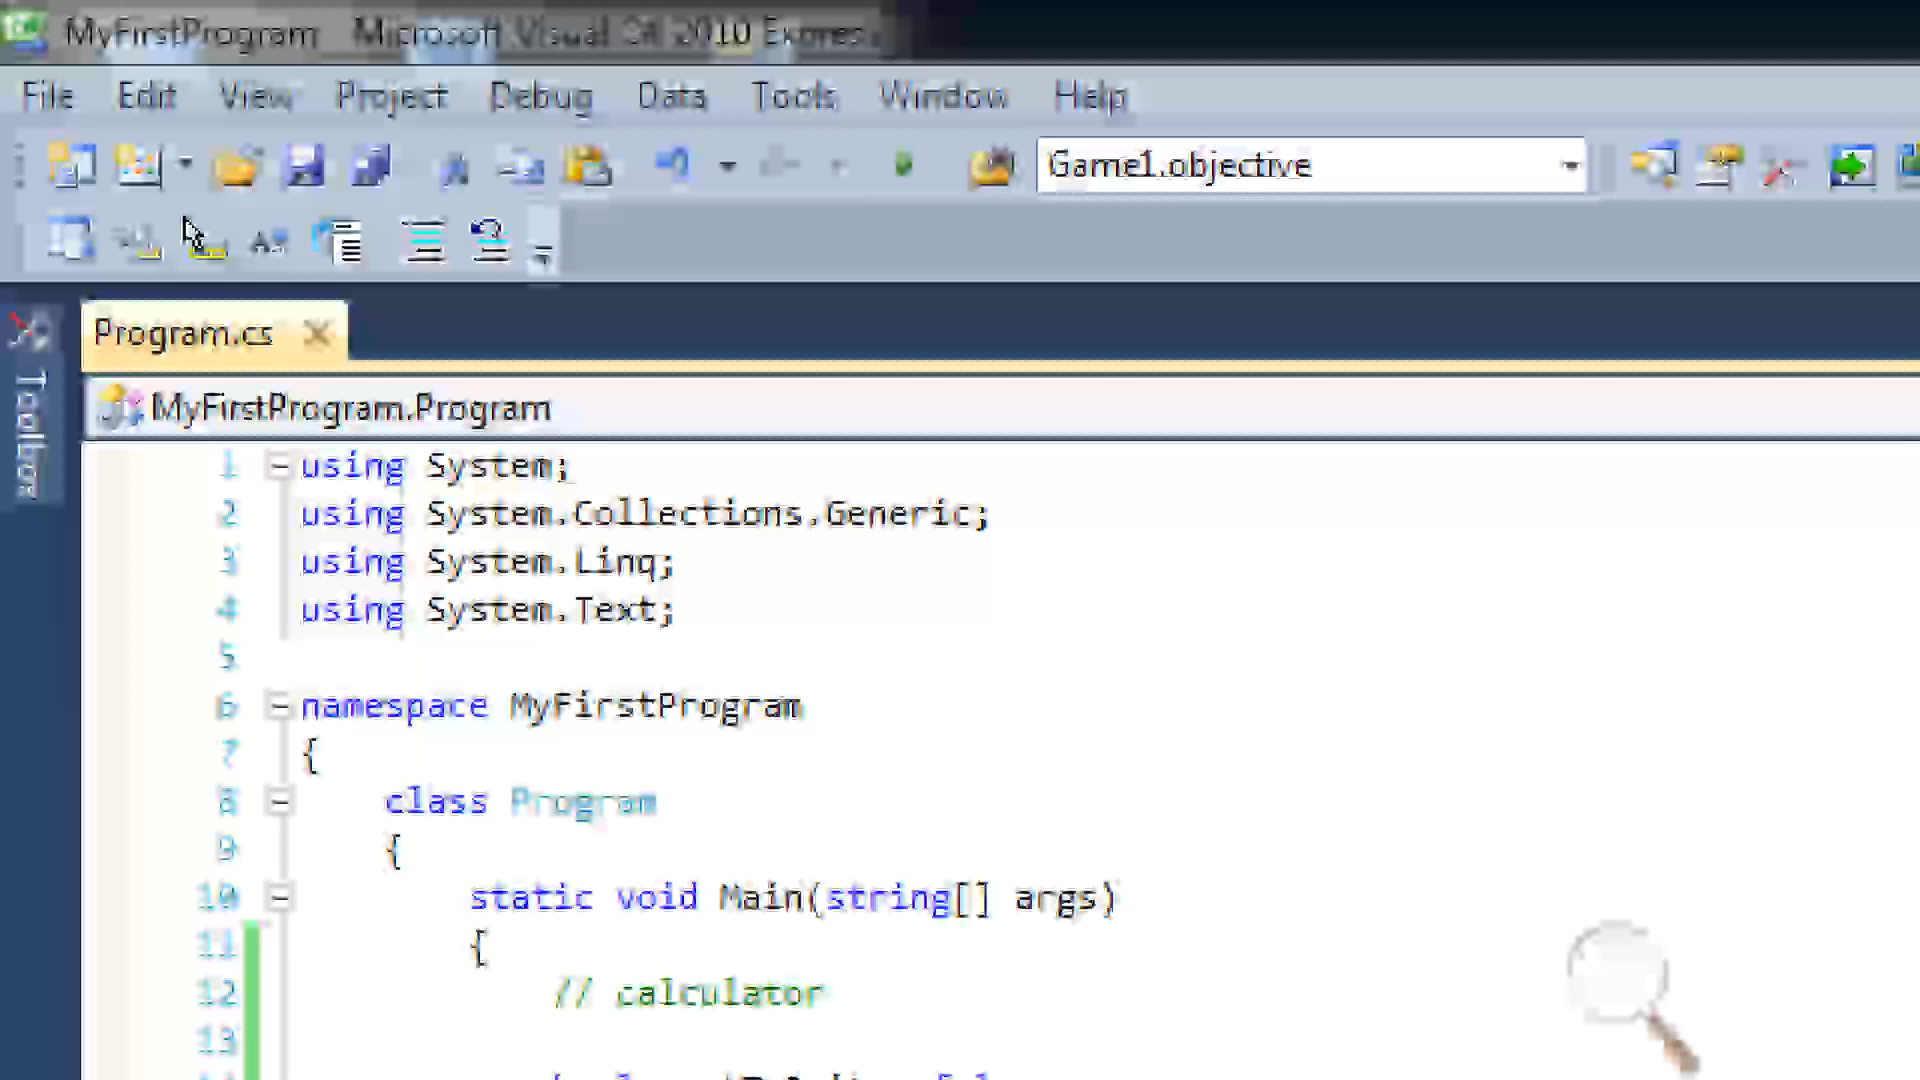 MyFirstProgram - Microsoft Visual C# 2010 Express
File Edit View Project Debug Data Tools Window Help
Game1.objective
Program.cs
Toolbox
MyFirstProgram.Program
1 using System;
2 using System.Collections.Generic;
3 using System.Linq;
4 using System.Text;
5
6 namespace MyFirstProgram
7 {
8 class Program
9 {
10 static void Main(string[] args)
11 {
12 // calculator
13